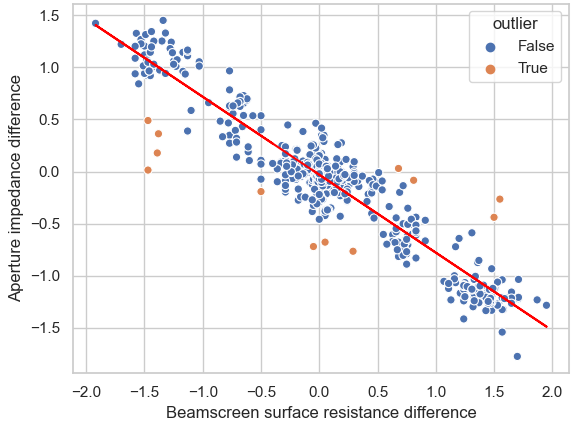 outlier
False
True
Aperture impedance difference
1.5
1.0
0.5
0.0
−0.5
−1.0
−1.5
−2.0 −1.5 −1.0 −0.5 0.0 0.5 1.0 1.5 2.0
Beamscreen surface resistance difference